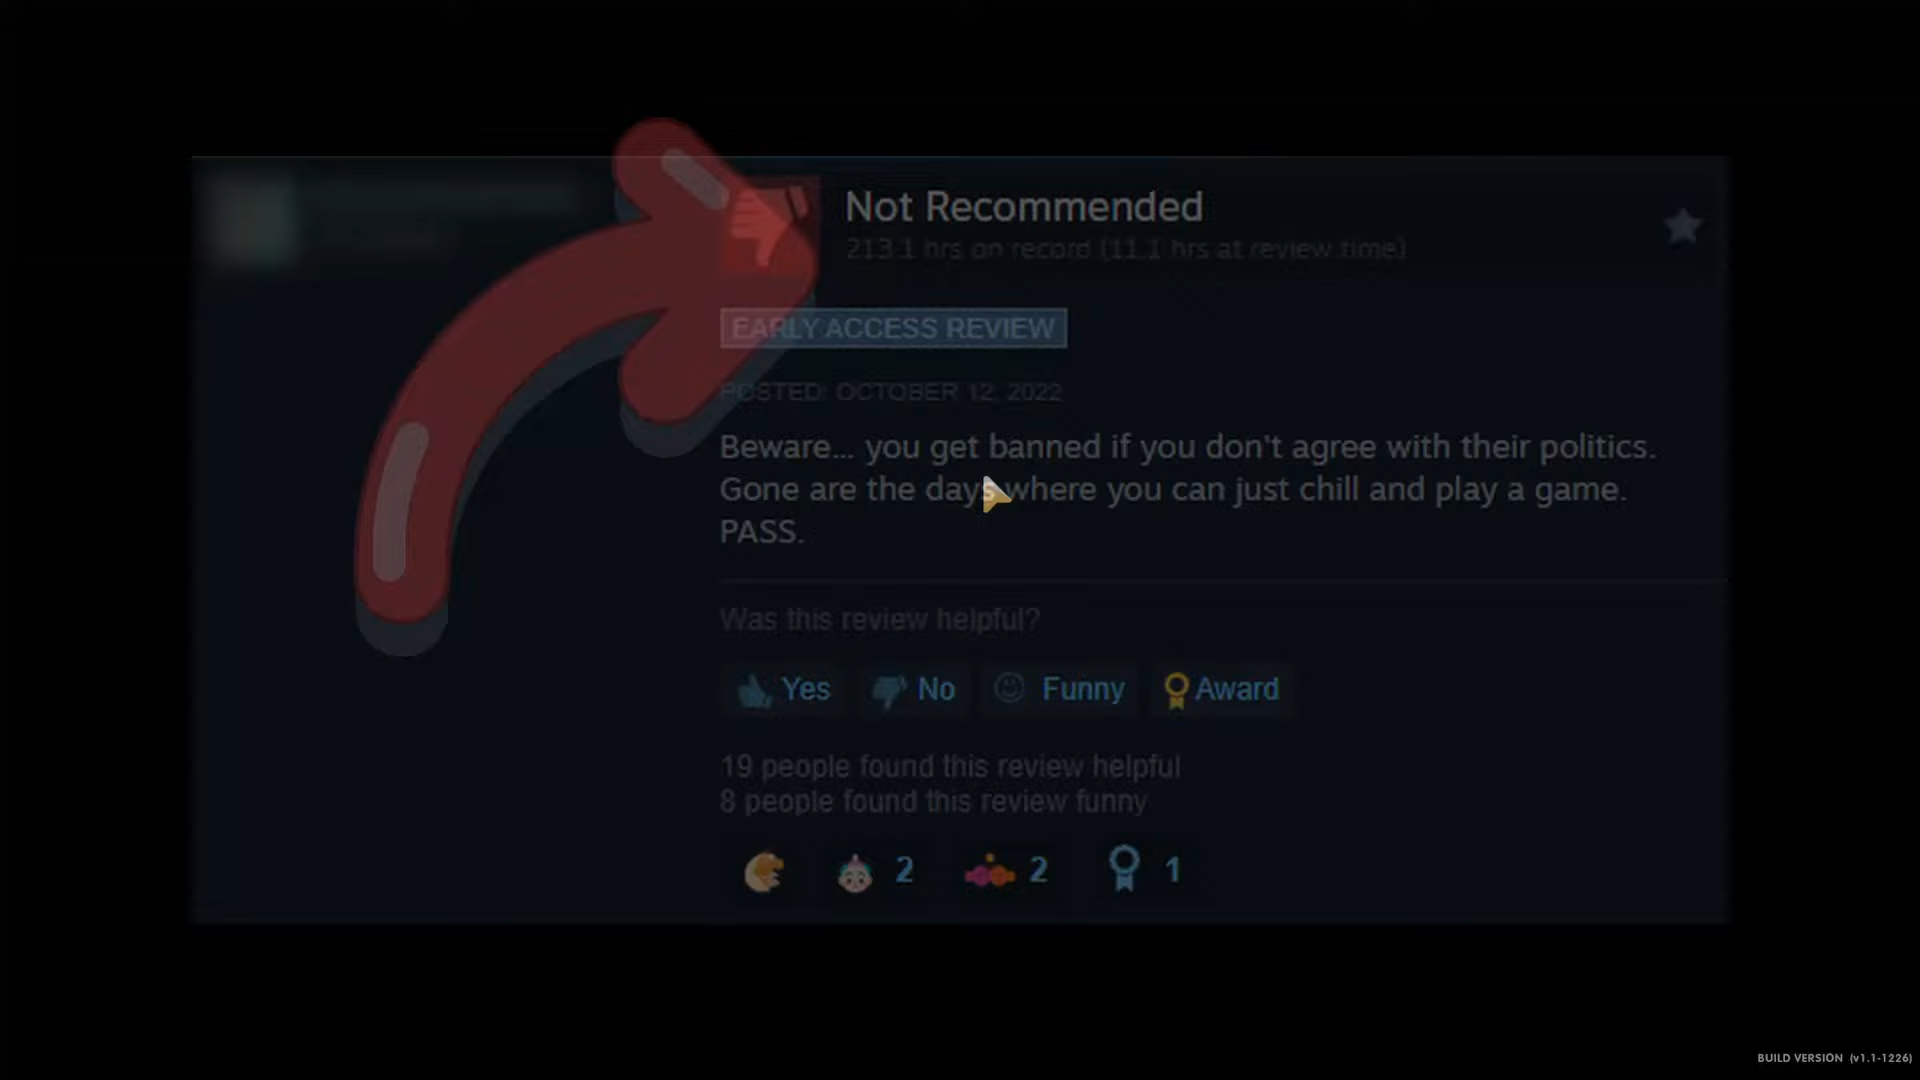 Not Recommended
213.1 hrs on record (11.1 hrs at review time)
EARLY ACCESS REVIEW
POSTED: OCTOBER 12, 2022
Beware... you get banned if you don't agree with their politics.
Gone are the days where you can just chill and play a game.
PASS.
Was this review helpful?
Yes No Funny Award
19 people found this review helpful
8 people found this review funny
2 2 1
BUILD VERSION (v1.1-1226)